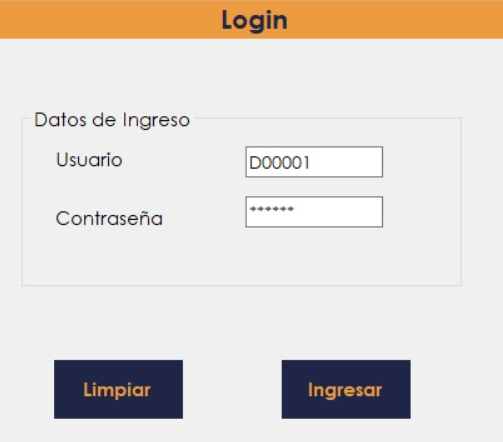 Login
Datos de Ingreso
Usuario D00001
Contraseña ******
Limpiar Ingresar